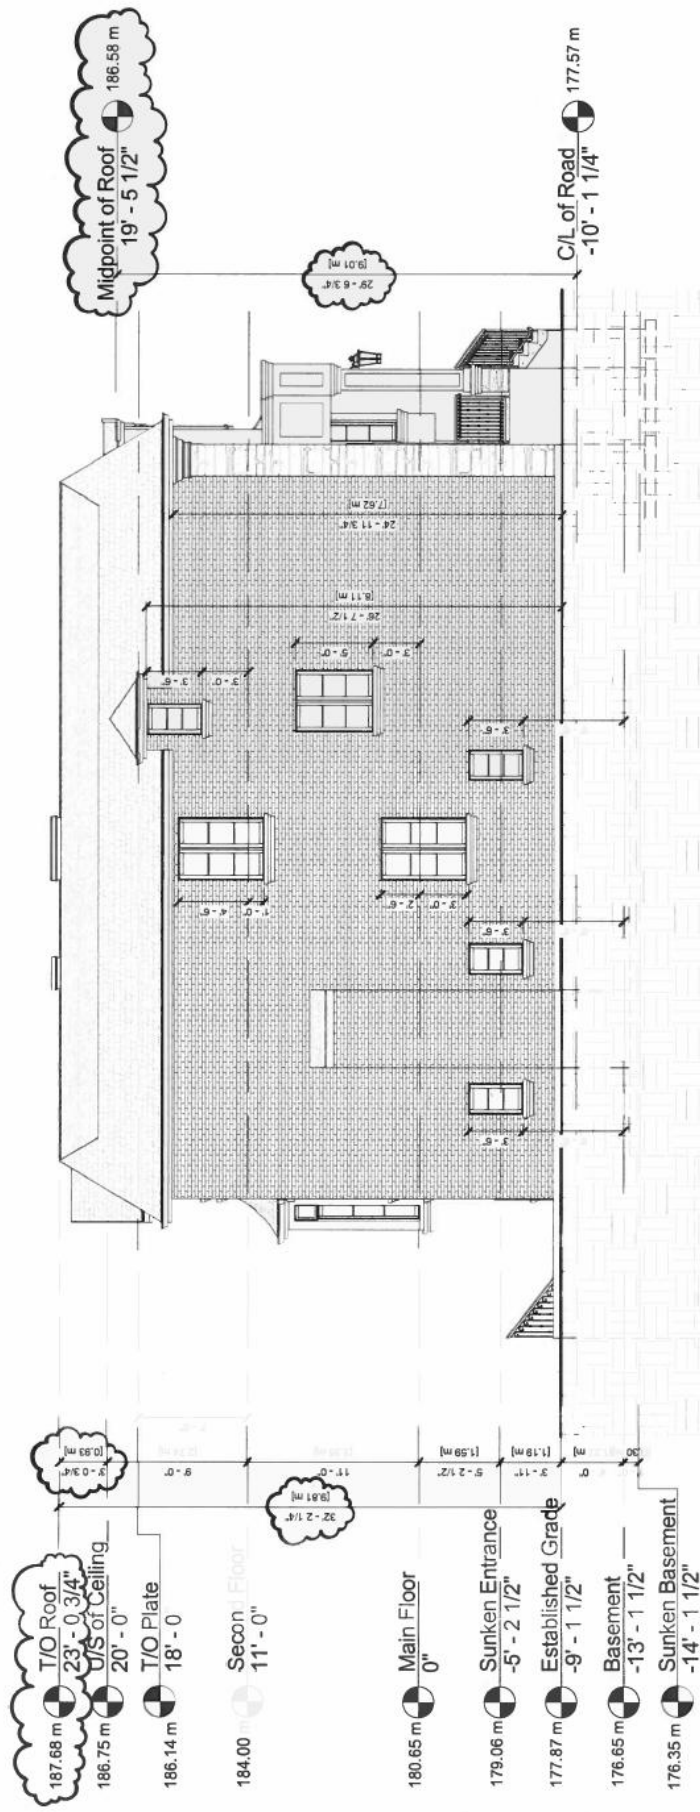 187.68 m
T/O Roof
23' - 0 3/4"
186.75 m
U/S of Ceiling
20' - 0"
186.14 m
T/O Plate
18' - 0
184.00 m
Second Floor
11' - 0"
180.65 m
Main Floor
0"
179.06 m
Sunken Entrance
-5' - 2 1/2"
177.87 m
Established Grade
-9' - 1 1/2"
176.65 m
Basement
-13' - 1 1/2"
176.35 m
Sunken Basement
-14' - 1 1/2"
3' - 0 3/4"
[0.93 m]
9' - 0"
11' - 0"
5' - 2 1/2"
[1.59 m]
3' - 11"
[1.19 m]
32' - 2 1/4"
[9.81 m]
3' - 6"
3' - 6"
4' - 6"
1' - 0"
2' - 6"
3' - 0"
3' - 6"
3' - 6"
3' - 0"
5' - 0"
3' - 0"
26' - 7 1/2"
[8.11 m]
24' - 11 3/4"
[7.62 m]
29' - 6 3/4"
[9.01 m]
Midpoint of Roof
19' - 5 1/2"
186.58 m
C/L of Road
-10' - 1 1/4"
177.57 m